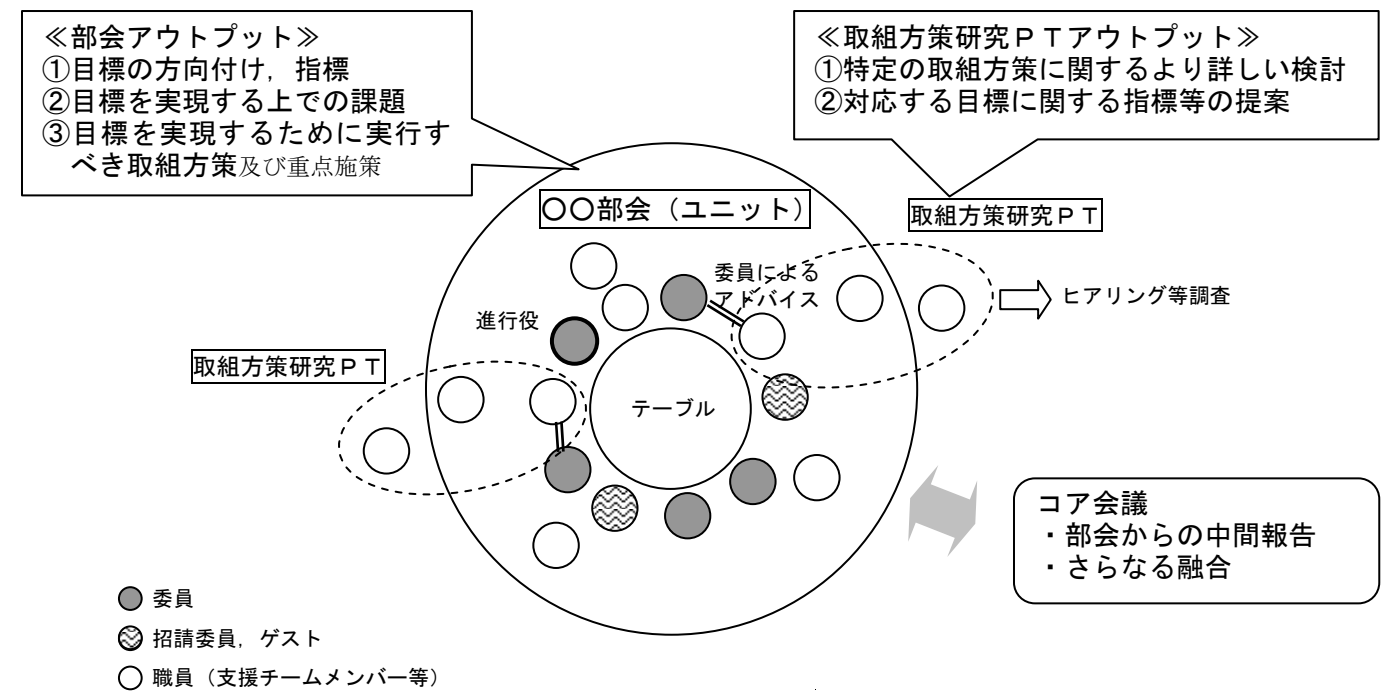 ≪部会アウトプット≫
①目標の方向付け，指標
②目標を実現する上での課題
③目標を実現するために実行す
べき取組方策及び重点施策
≪取組方策研究ＰＴアウトプット≫
①特定の取組方策に関するより詳しい検討
②対応する目標に関する指標等の提案
〇〇部会（ユニット）
取組方策研究ＰＴ
委員による
アドバイス
ヒアリング等調査
進行役
取組方策研究ＰＴ
テーブル
コア会議
・部会からの中間報告
・さらなる融合
委員
招請委員，ゲスト
職員（支援チームメンバー等）